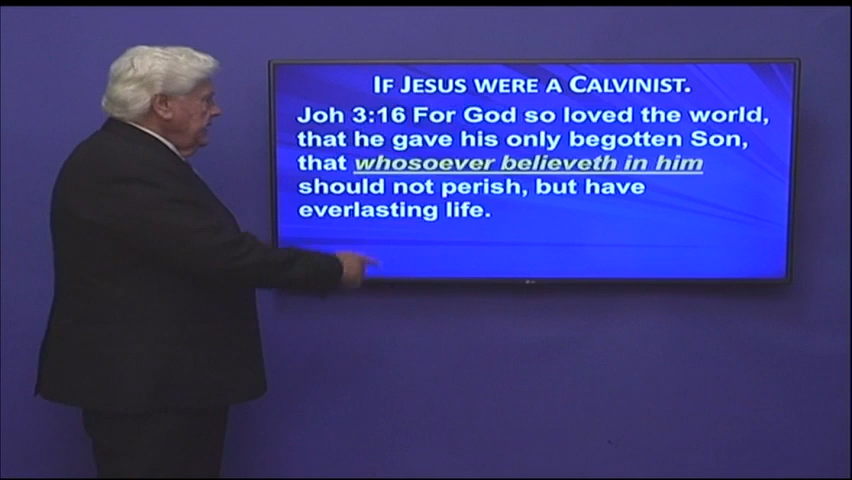 IF JESUS WERE A CALVINIST.
Joh 3:16 For God so loved the world,
that he gave his only begotten Son,
that whosoever believeth in him
should not perish, but have
everlasting life.